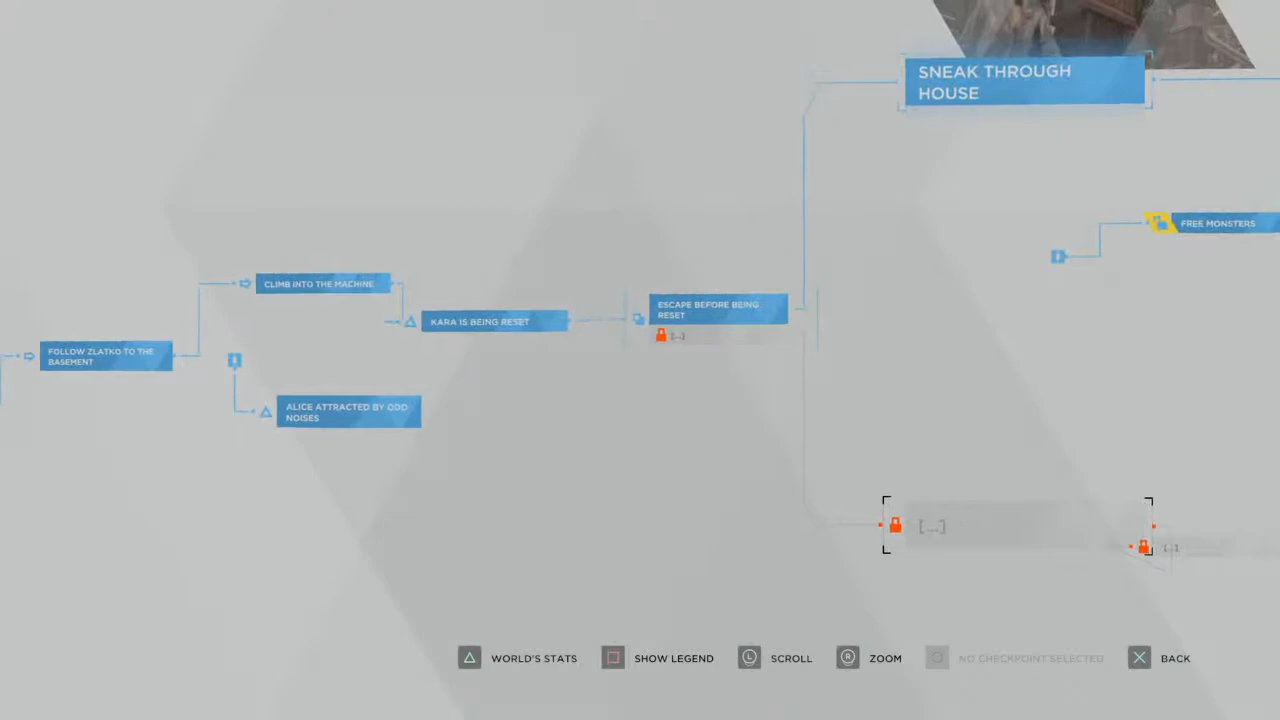 SNEAK THROUGH
HOUSE
FREE MONSTERS
CLIMB INTO THE MACHINE
ESCAPE BEFORE BEING
RESET
KARA IS BEING RESET
[...]
FOLLOW ZLATKO TO THE
BASEMENT
ALICE ATTRACTED BY ODD
NOISES
[...]
[...]
WORLD'S STATS
SHOW LEGEND
L
SCROLL
R
ZOOM
NO CHECKPOINT SELECTED
BACK